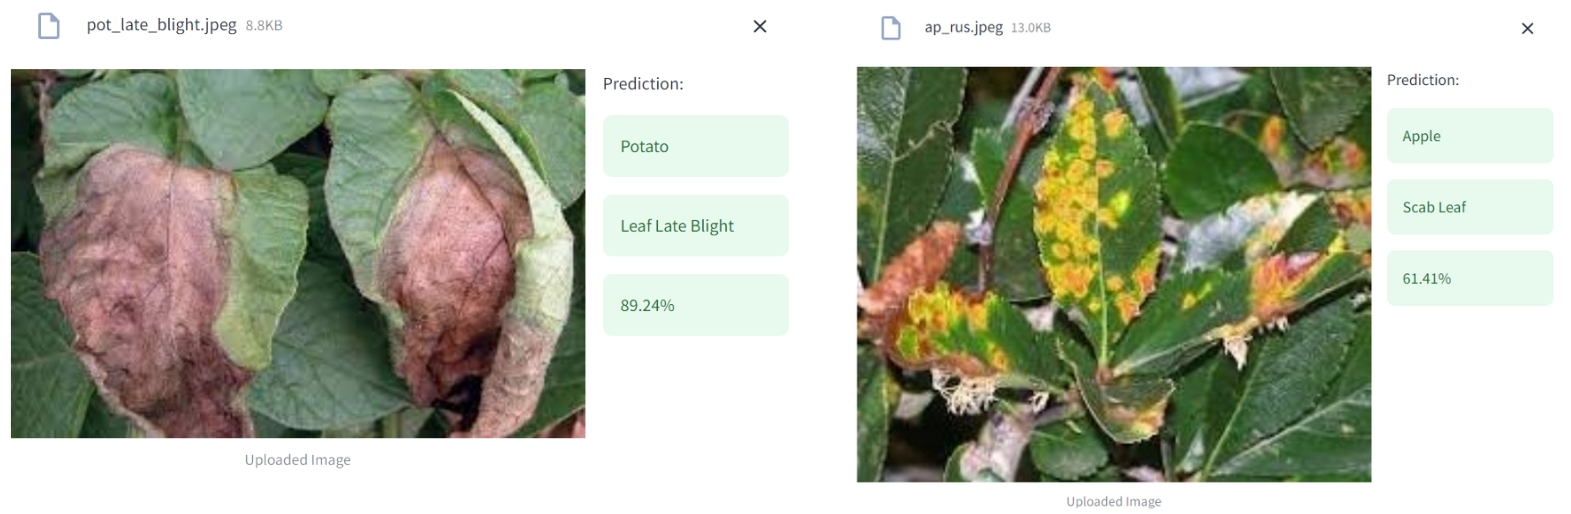 pot_late_blight.jpeg 8.8KB
Prediction:
Potato
Leaf Late Blight
89.24%
Uploaded Image
ap_rus.jpeg 13.0KB
Prediction:
Apple
Scab Leaf
61.41%
Uploaded Image